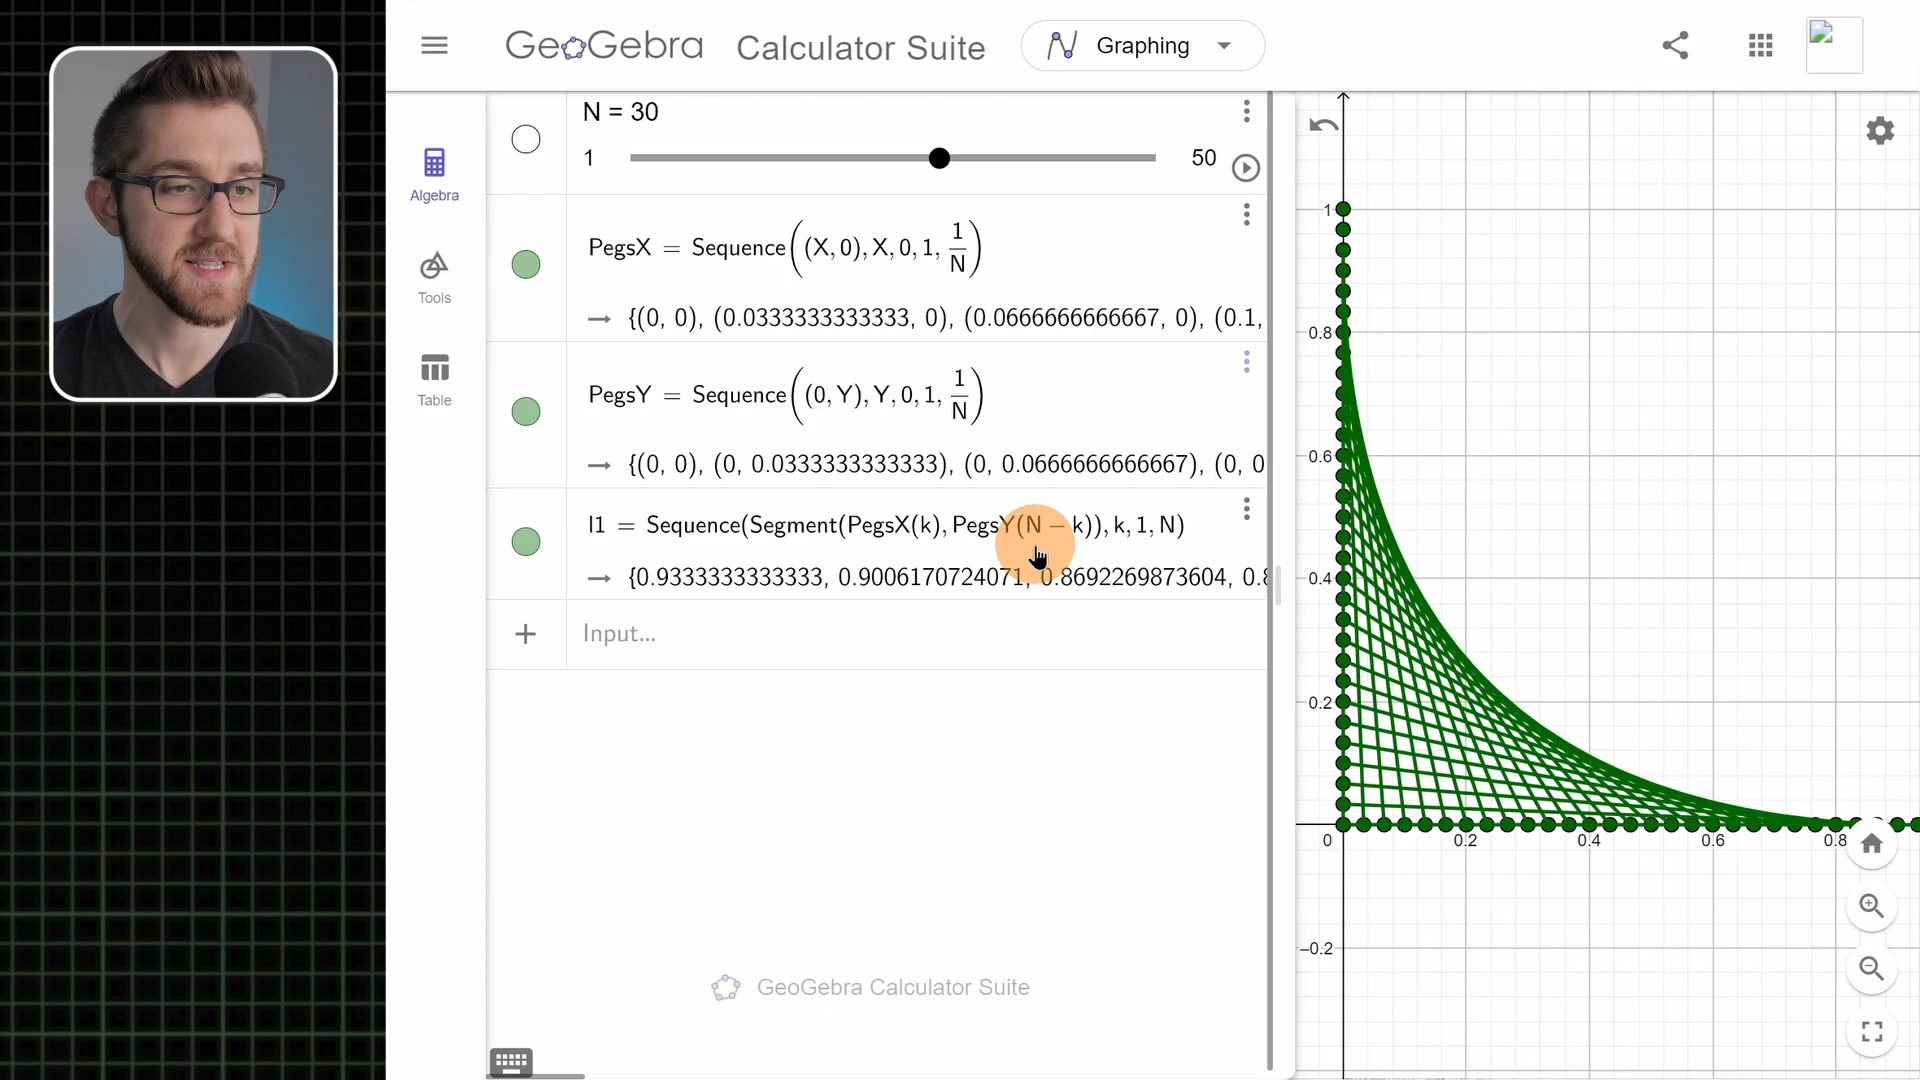 GeoGebra Calculator Suite Graphing
Algebra
Tools
Table
N = 30
1 50
PegsX = Sequence((X, 0), X, 0, 1, 1/N)
→ {(0, 0), (0.0333333333333, 0), (0.0666666666667, 0), (0.1,
PegsY = Sequence((0, Y), Y, 0, 1, 1/N)
→ {(0, 0), (0, 0.0333333333333), (0, 0.0666666666667), (0, 0
l1 = Sequence(Segment(PegsX(k), PegsY(N − k)), k, 1, N)
→ {0.9333333333333, 0.9006170724071, 0.8692269873604, 0.8
+ Input...
GeoGebra Calculator Suite
1
0.8
0.6
0.4
0.2
0 0.2 0.4 0.6 0.8
−0.2